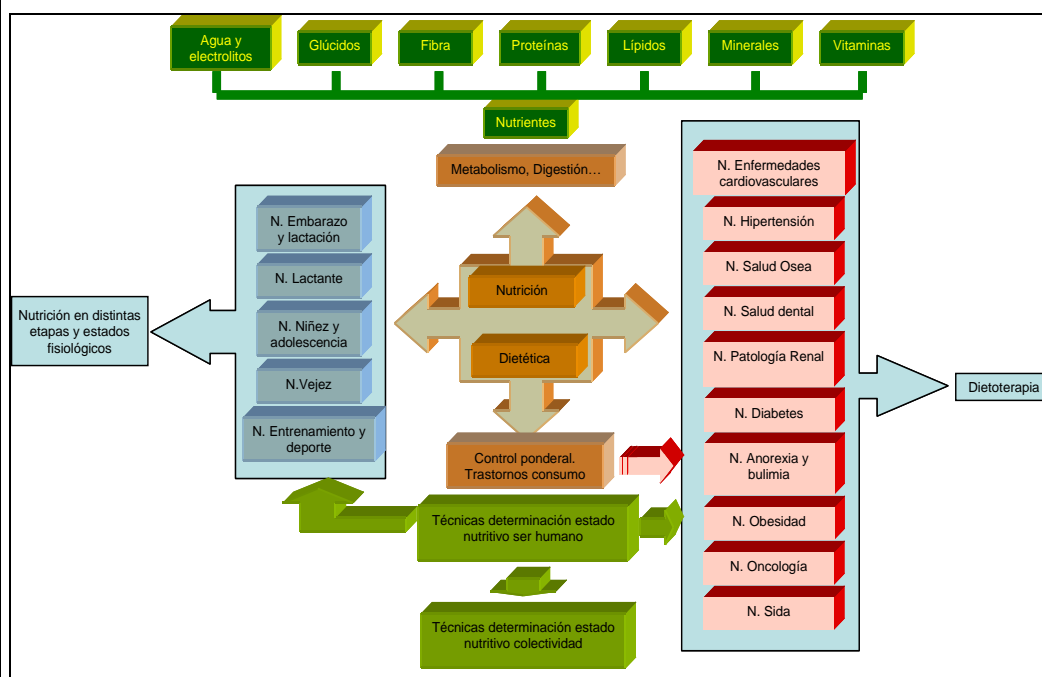 Agua y
electrolitos
Glúcidos
Fibra
Proteínas
Lípidos
Minerales
Vitaminas
Nutrientes
Metabolismo, Digestión…
N. Embarazo
y lactación
N. Lactante
N. Niñez y
adolescencia
N.Vejez
N. Entrenamiento y
deporte
Nutrición en distintas
etapas y estados
fisiológicos
Nutrición
Dietética
Control ponderal.
Trastornos consumo
Técnicas determinación estado
nutritivo ser humano
Técnicas determinación estado
nutritivo colectividad
N. Enfermedades
cardiovasculares
N. Hipertensión
N. Salud Osea
N. Salud dental
N. Patología Renal
N. Diabetes
N. Anorexia y
bulimia
N. Obesidad
N. Oncología
N. Sida
Dietoterapia